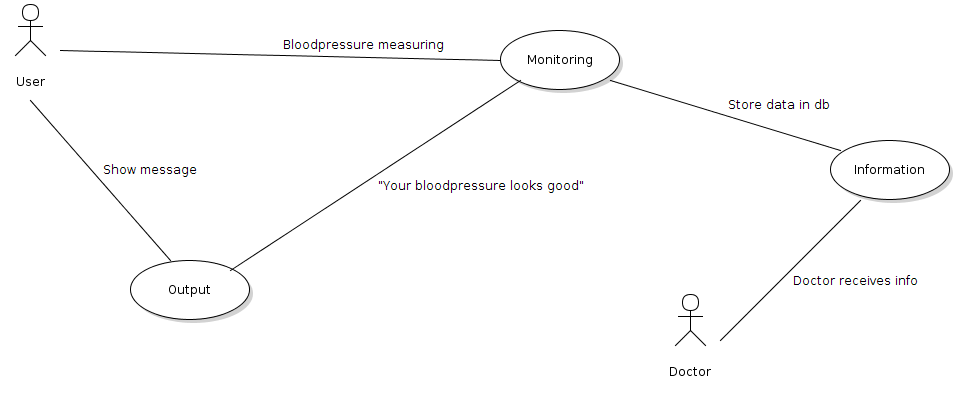 Bloodpressure measuring
Monitoring
User
Store data in db
Show message
Information
"Your bloodpressure looks good"
Doctor receives info
Output
Doctor